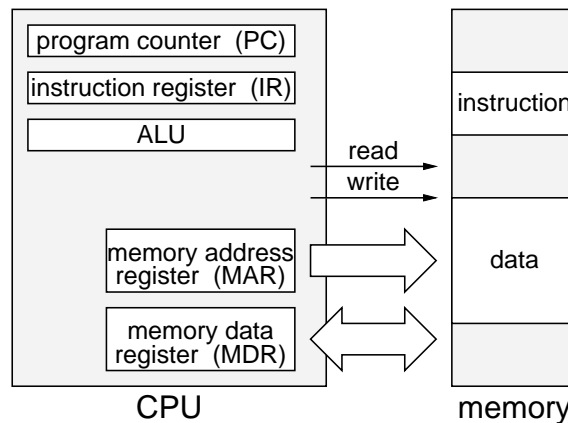 program counter (PC)
instruction register (IR)
ALU
read
write
memory address
register (MAR)
memory data
register (MDR)
CPU
instruction
data
memory